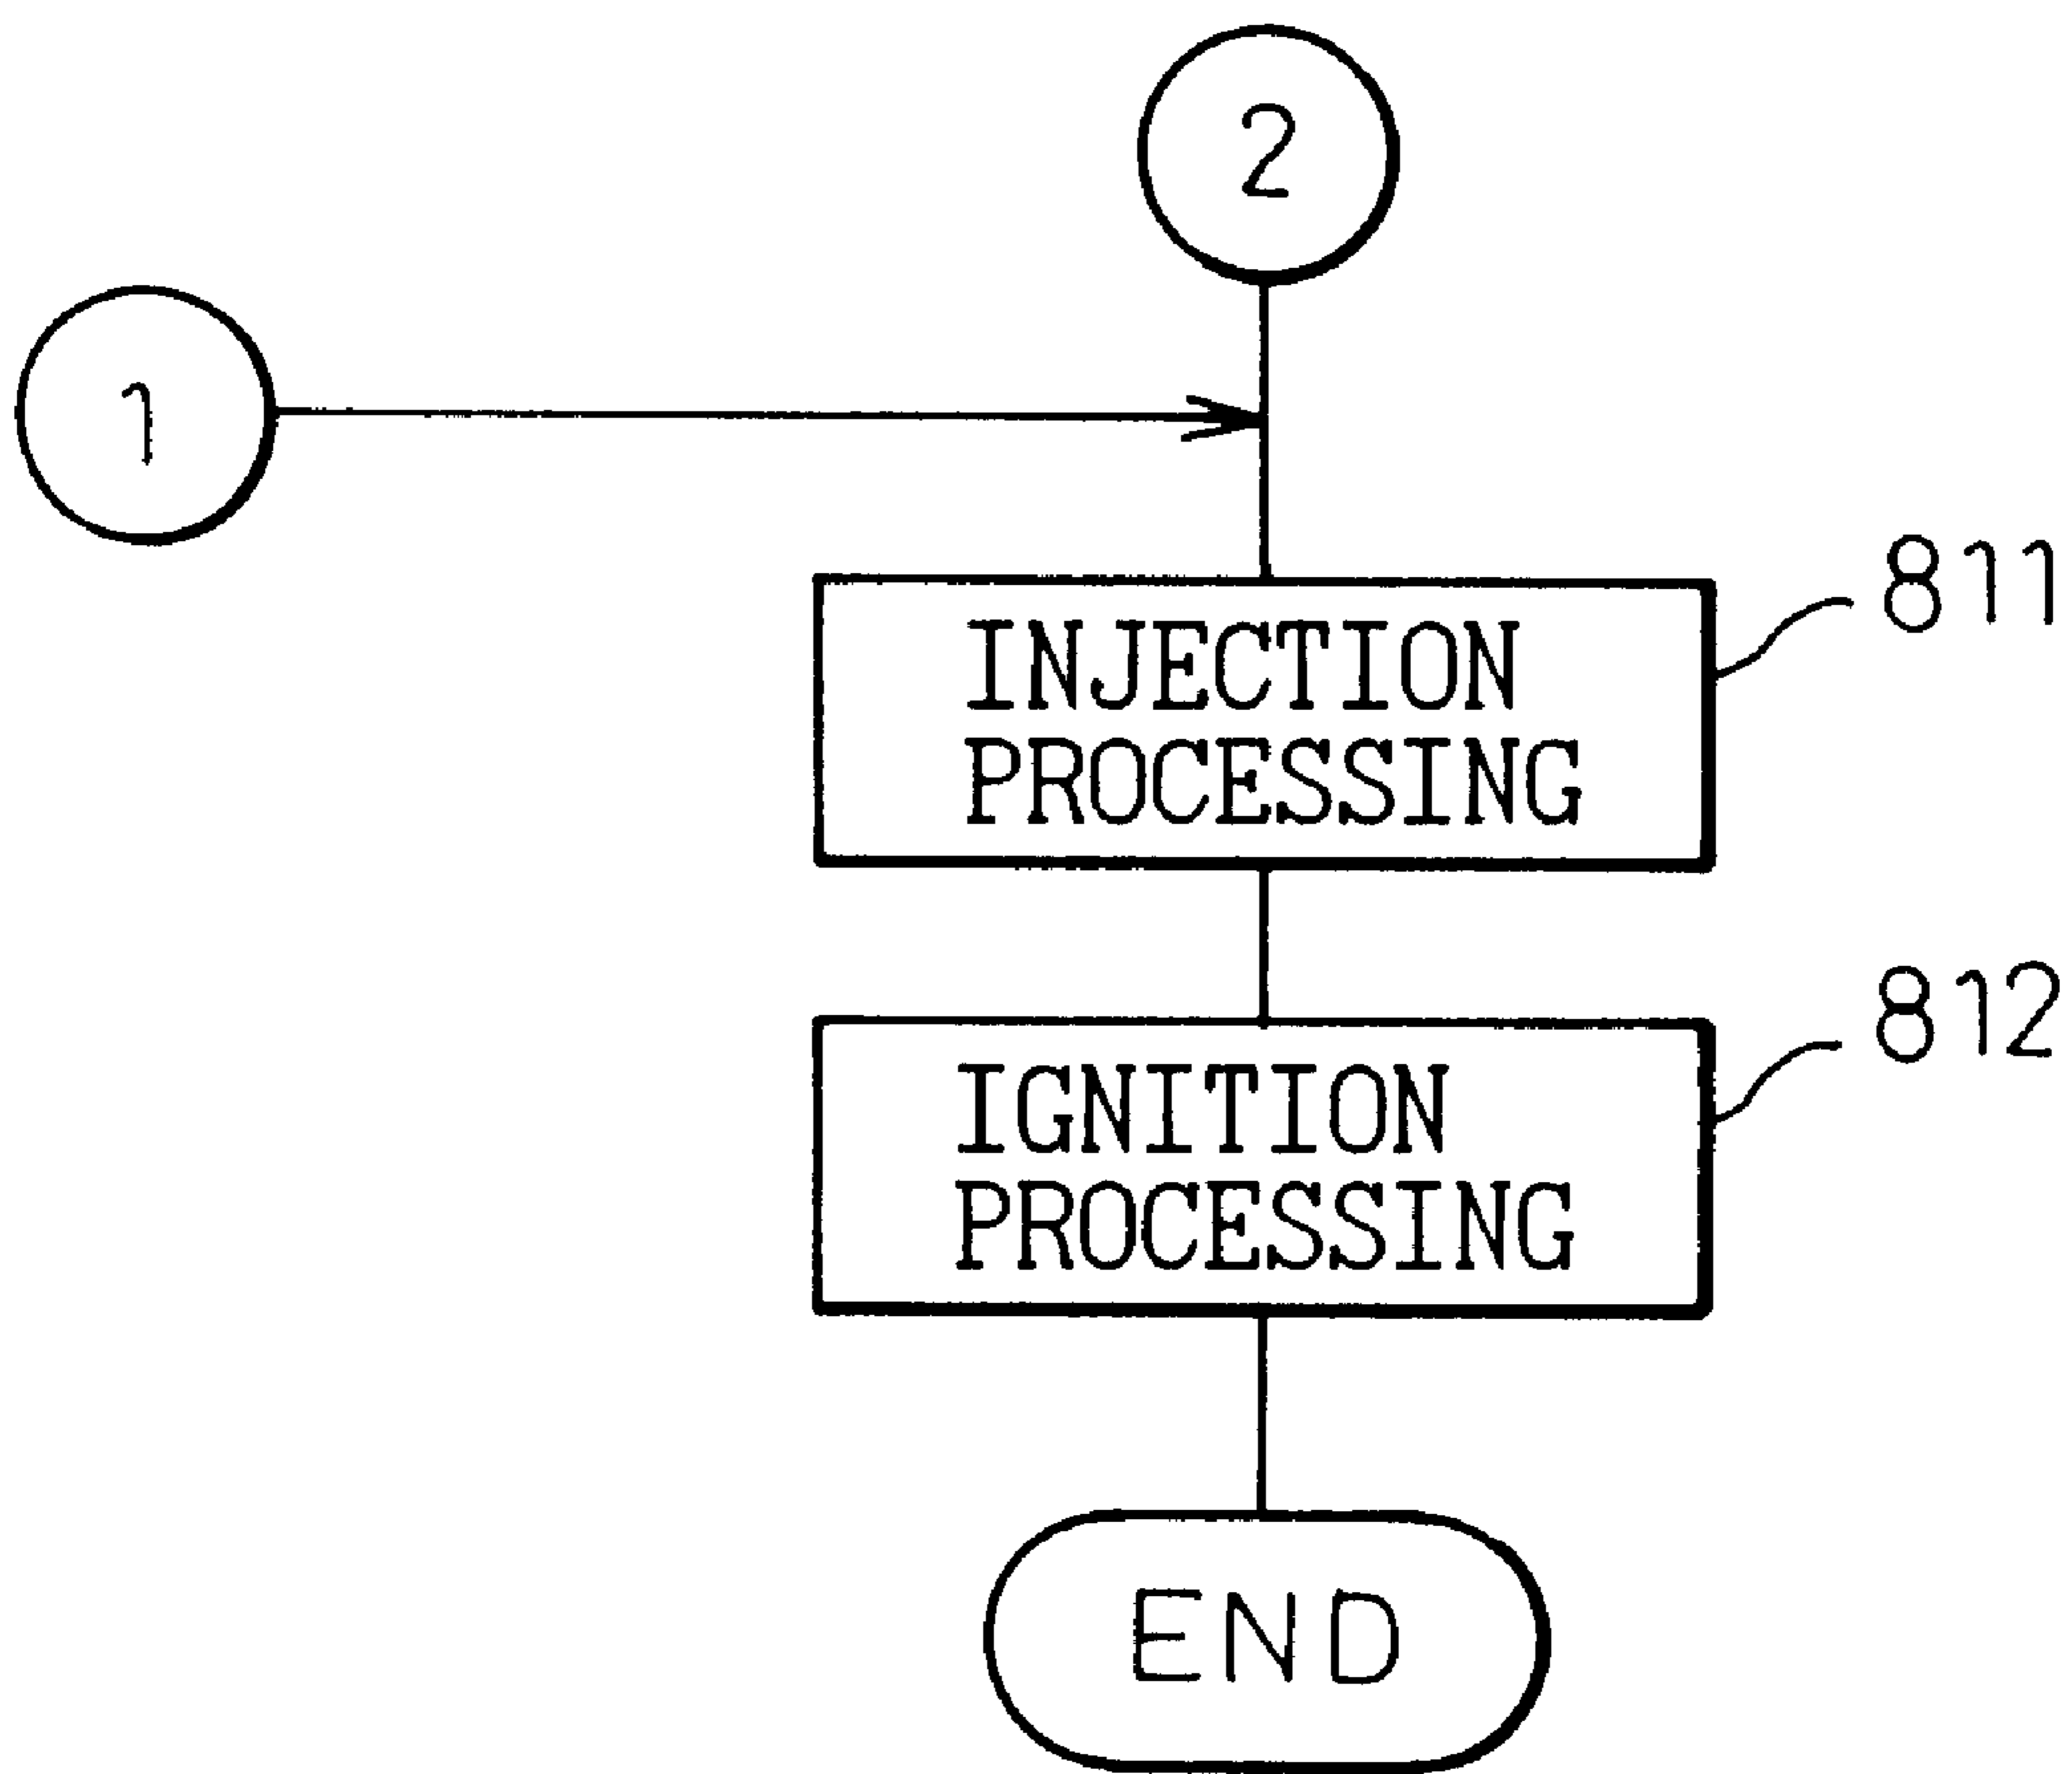 2
1
811
INJECTION
PROCESSING
812
IGNITION
PROCESSING
END